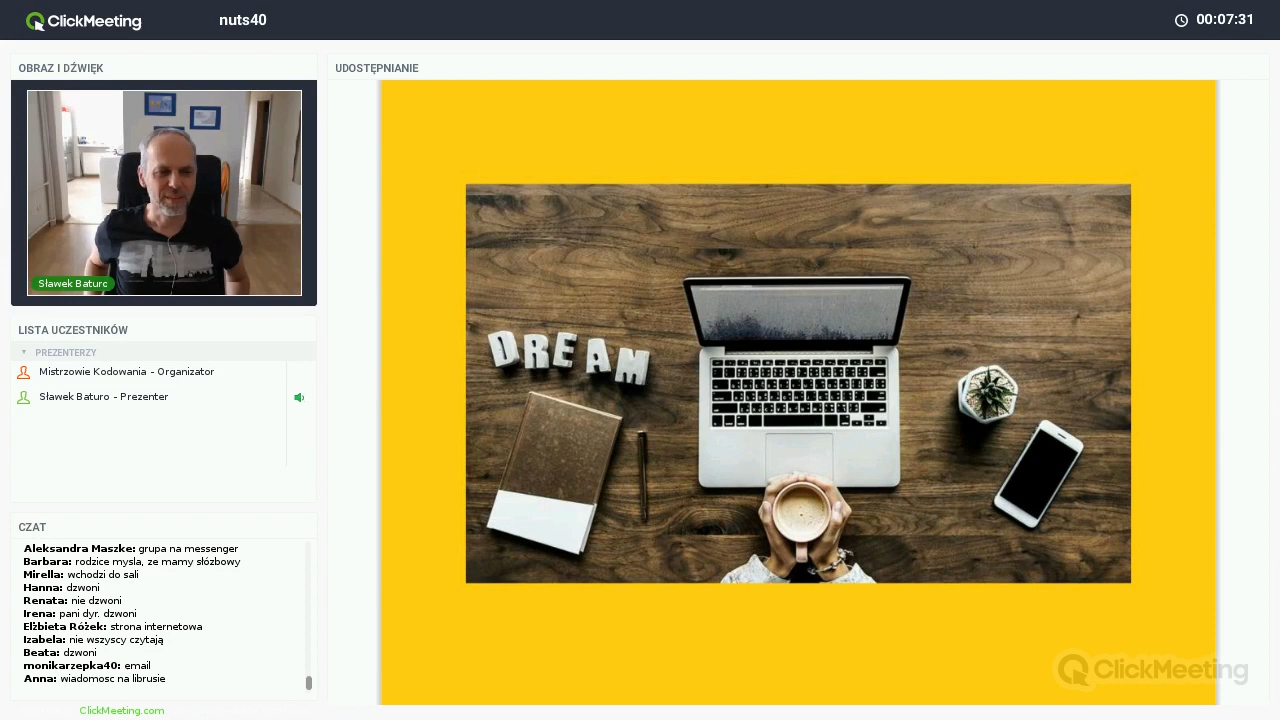 ClickMeeting
nuts40
00:07:31
OBRAZ I DŹWIĘK
UDOSTĘPNIANIE
Sławek Baturo
LISTA UCZESTNIKÓW
PREZENTERZY
Mistrzowie Kodowania - Organizator
Sławek Baturo - Prezenter
DREAM
CZAT
Aleksandra Maszke: grupa na messenger
Barbara: rodzice mysla, ze mamy słózbowy
Mirella: wchodzi do sali
Hanna: dzwoni
Renata: nie dzwoni
Irena: pani dyr. dzwoni
Elżbieta Różek: strona internetowa
Izabela: nie wszyscy czytają
Beata: dzwoni
monikarzepka40: email
Anna: wiadomosc na librusie
ClickMeeting
ClickMeeting.com